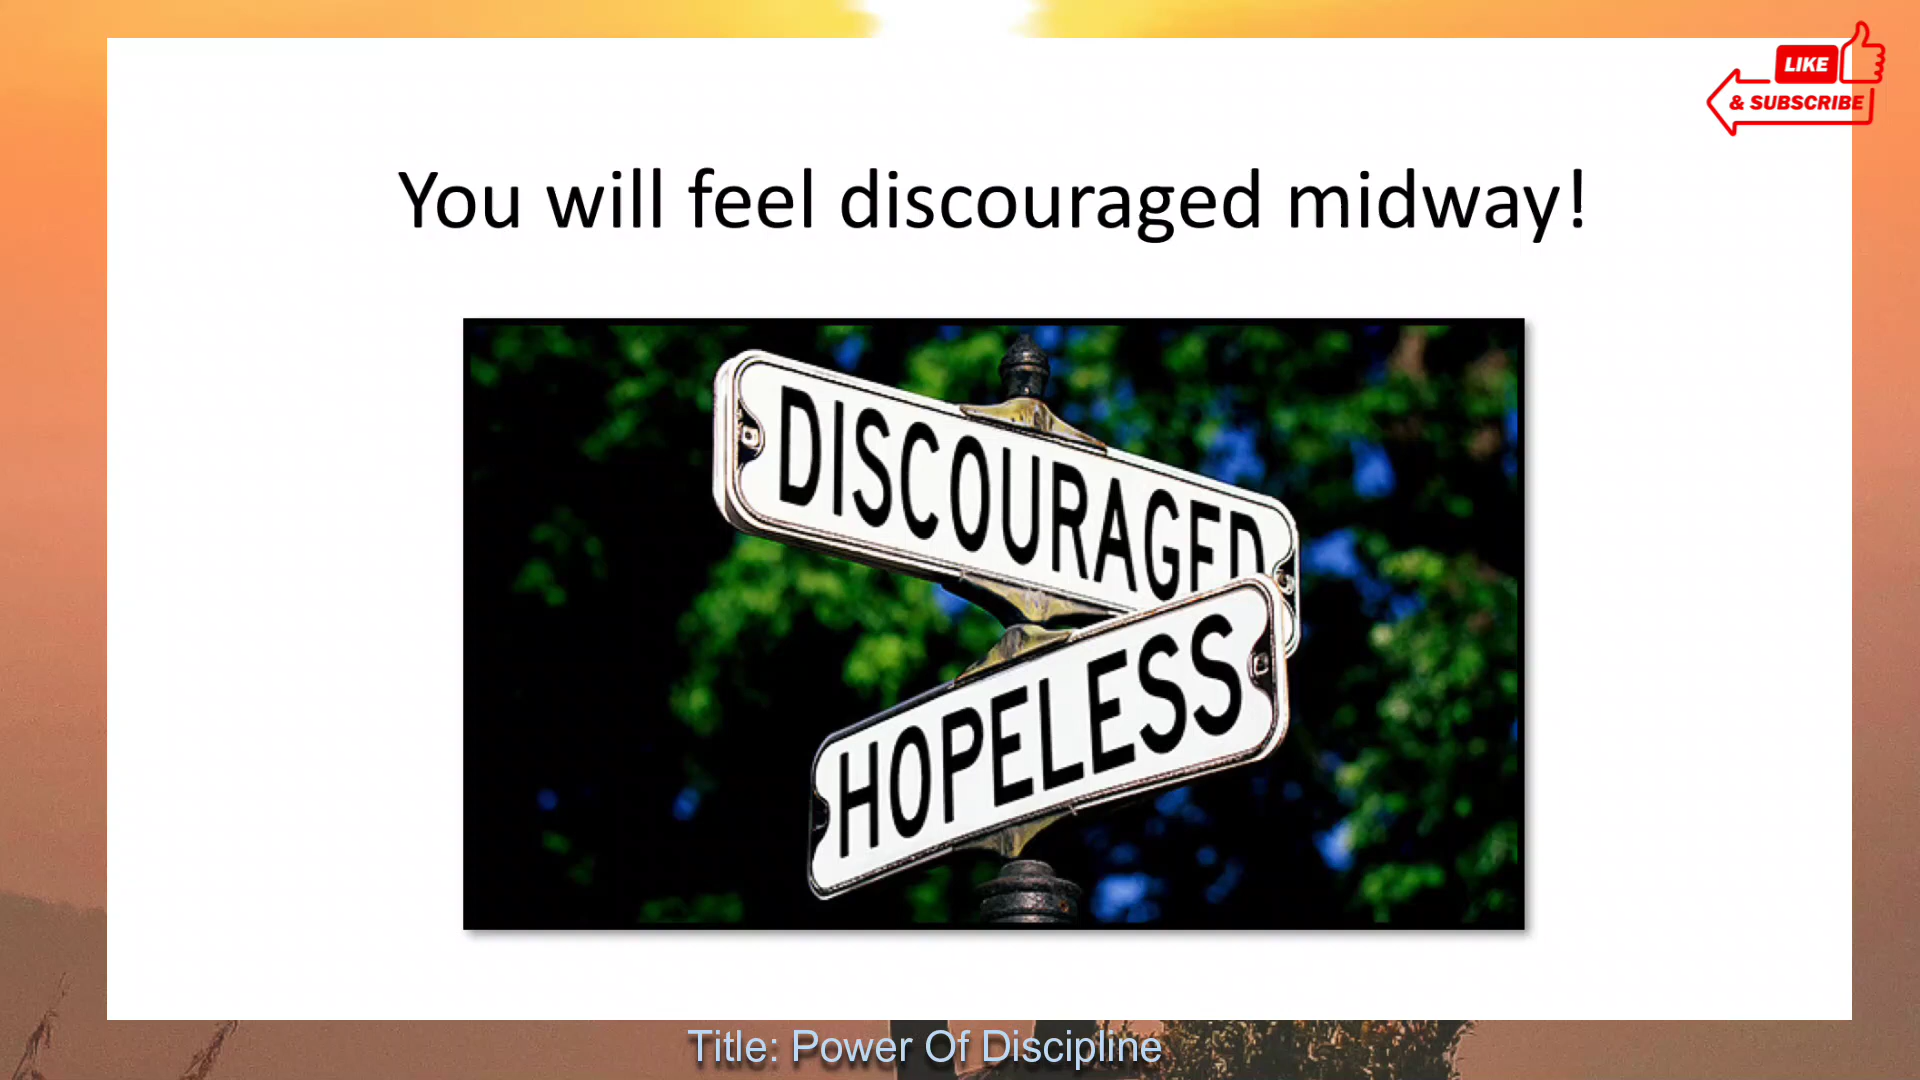 LIKE
& SUBSCRIBE
You will feel discouraged midway!
DISCOURAGED
HOPELESS
Title: Power Of Discipline